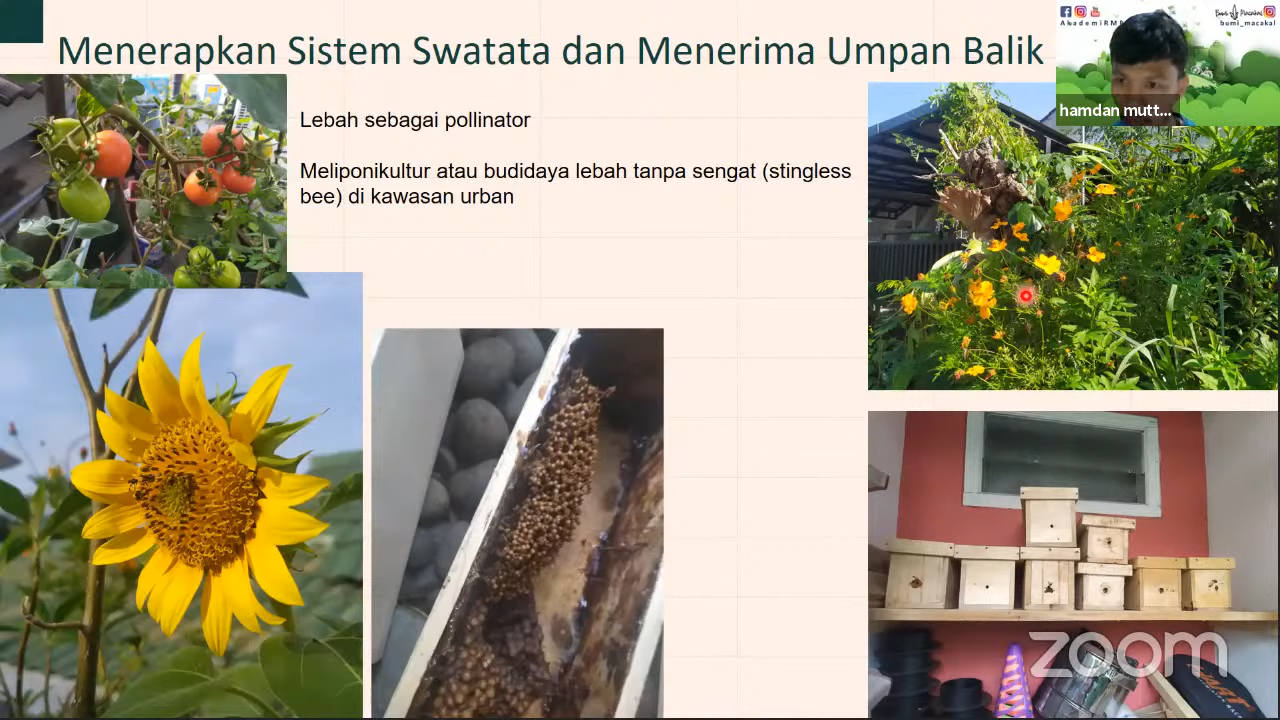 Menerapkan Sistem Swatata dan Menerima Umpan Balik
Lebah sebagai pollinator
Meliponikultur atau budidaya lebah tanpa sengat (stingless
bee) di kawasan urban
bumi_macakal
hamdan mutt...
zoom